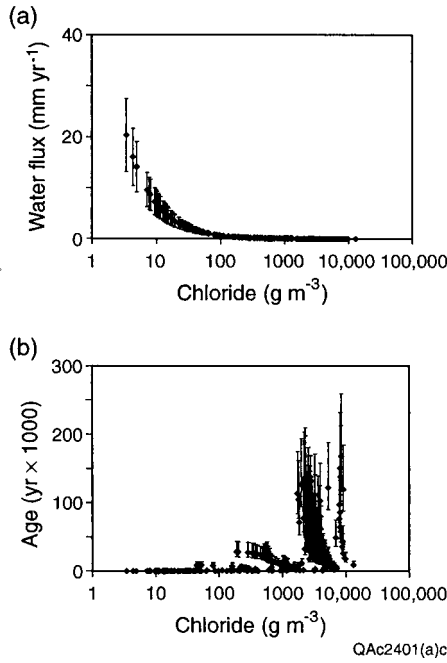 (a)
40
20
0
Water flux (mm yr-1)
1 10 100 1000 10,000 100,000
Chloride (g m-3)
(b)
300
200
100
0
Age (yr × 1000)
1 10 100 1000 10,000 100,000
Chloride (g m-3)
QAc2401(a)c